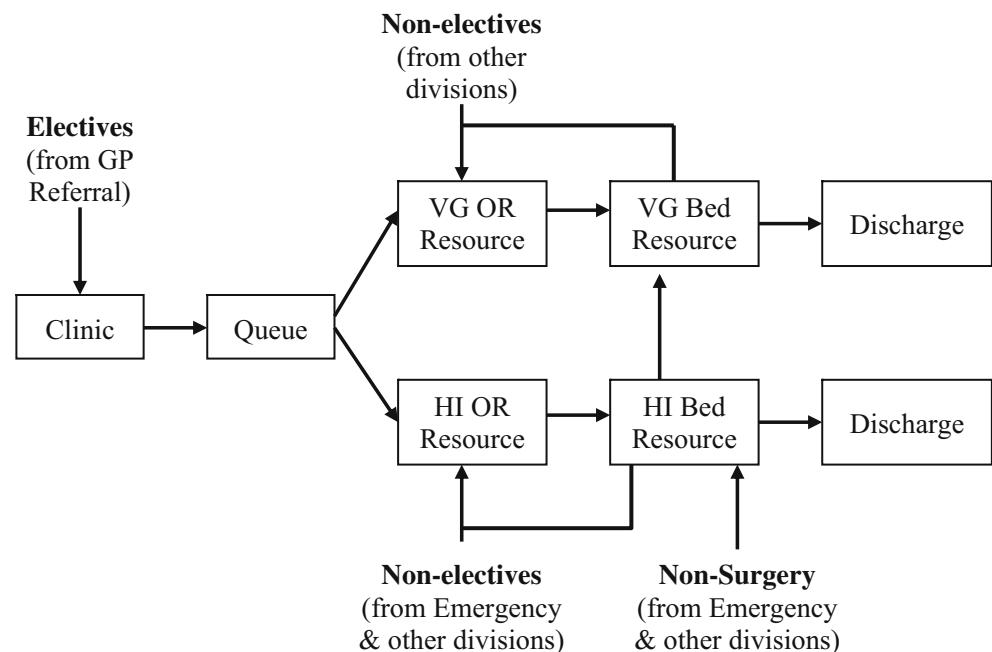 Non-electives
(from other
divisions)
Electives
(from GP
Referral)
VG OR
Resource
VG Bed
Resource
Discharge
Clinic
Queue
HI OR
Resource
HI Bed
Resource
Discharge
Non-electives
(from Emergency
& other divisions)
Non-Surgery
(from Emergency
& other divisions)